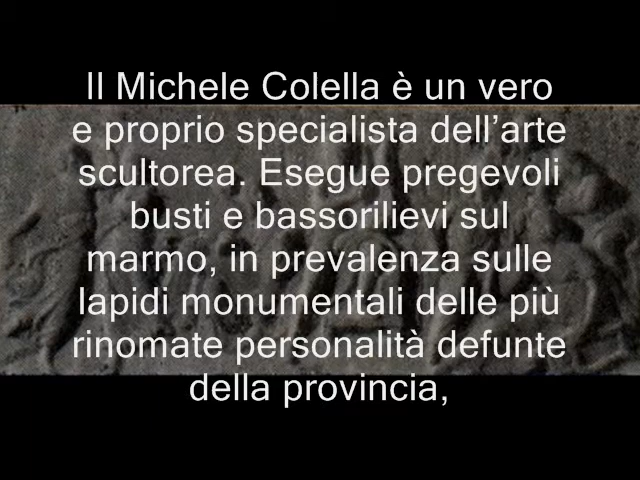 Il Michele Colella è un vero
e proprio specialista dell’arte
scultorea. Esegue pregevoli
busti e bassorilievi sul
marmo, in prevalenza sulle
lapidi monumentali delle più
rinomate personalità defunte
della provincia,